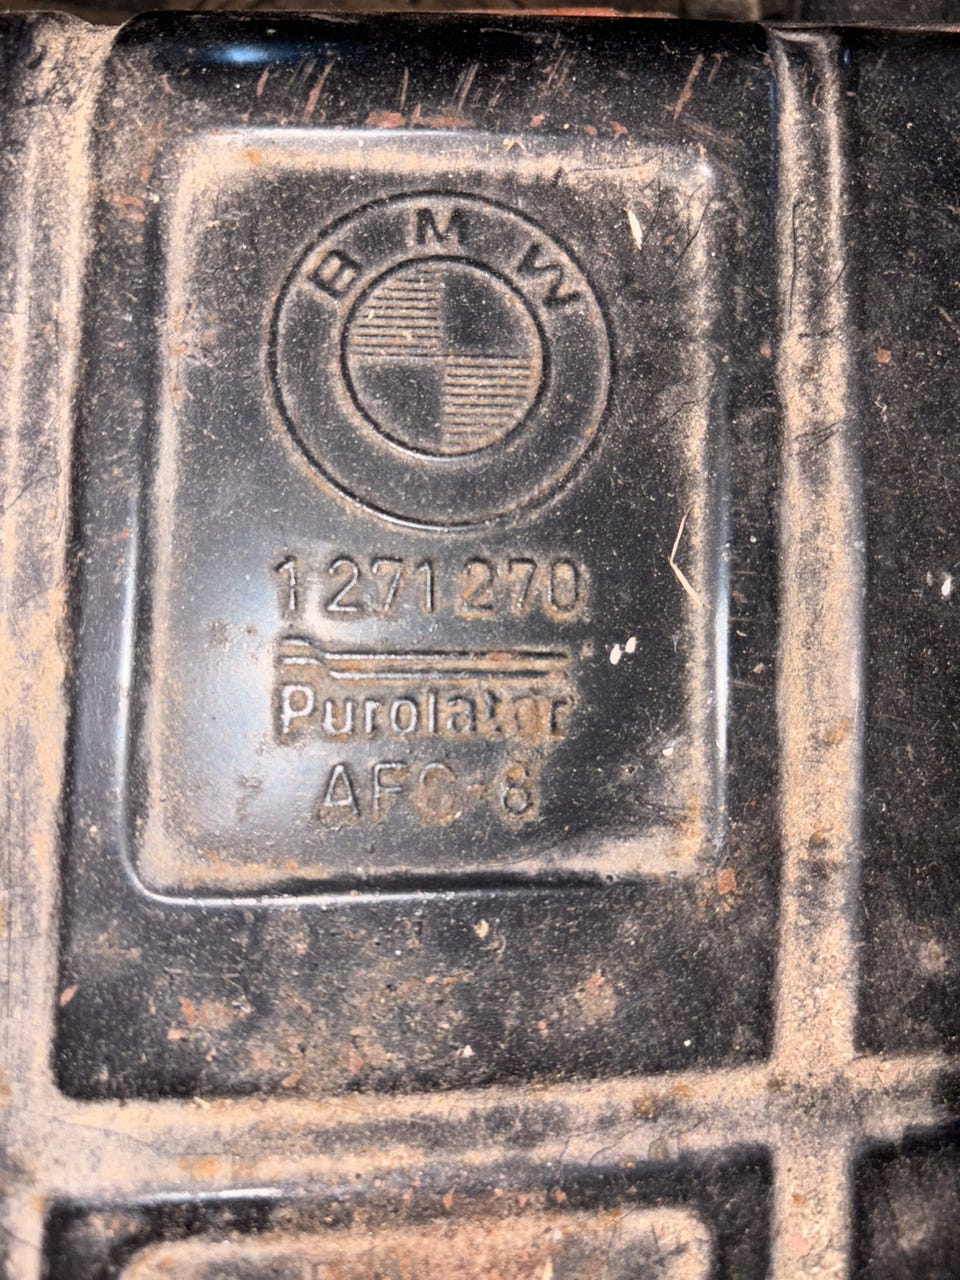 BMW
1 271 270
Purolator
AFC-8